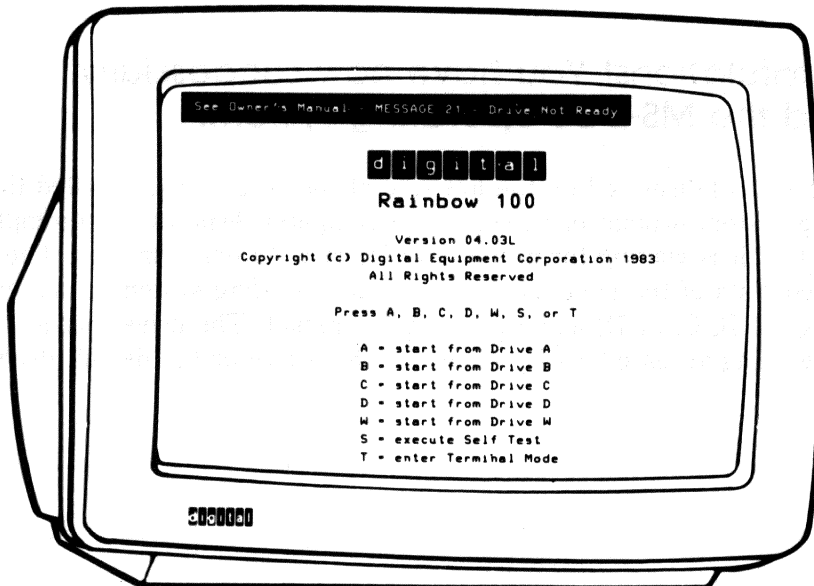 See Owner's Manual - MESSAGE 21 - Drive Not Ready
digital
Rainbow 100
Version 04.03L
Copyright (c) Digital Equipment Corporation 1983
All Rights Reserved
Press A, B, C, D, W, S, or T
A - start from Drive A
B - start from Drive B
C - start from Drive C
D - start from Drive D
W - start from Drive W
S - execute Self Test
T - enter Terminal Mode
digital